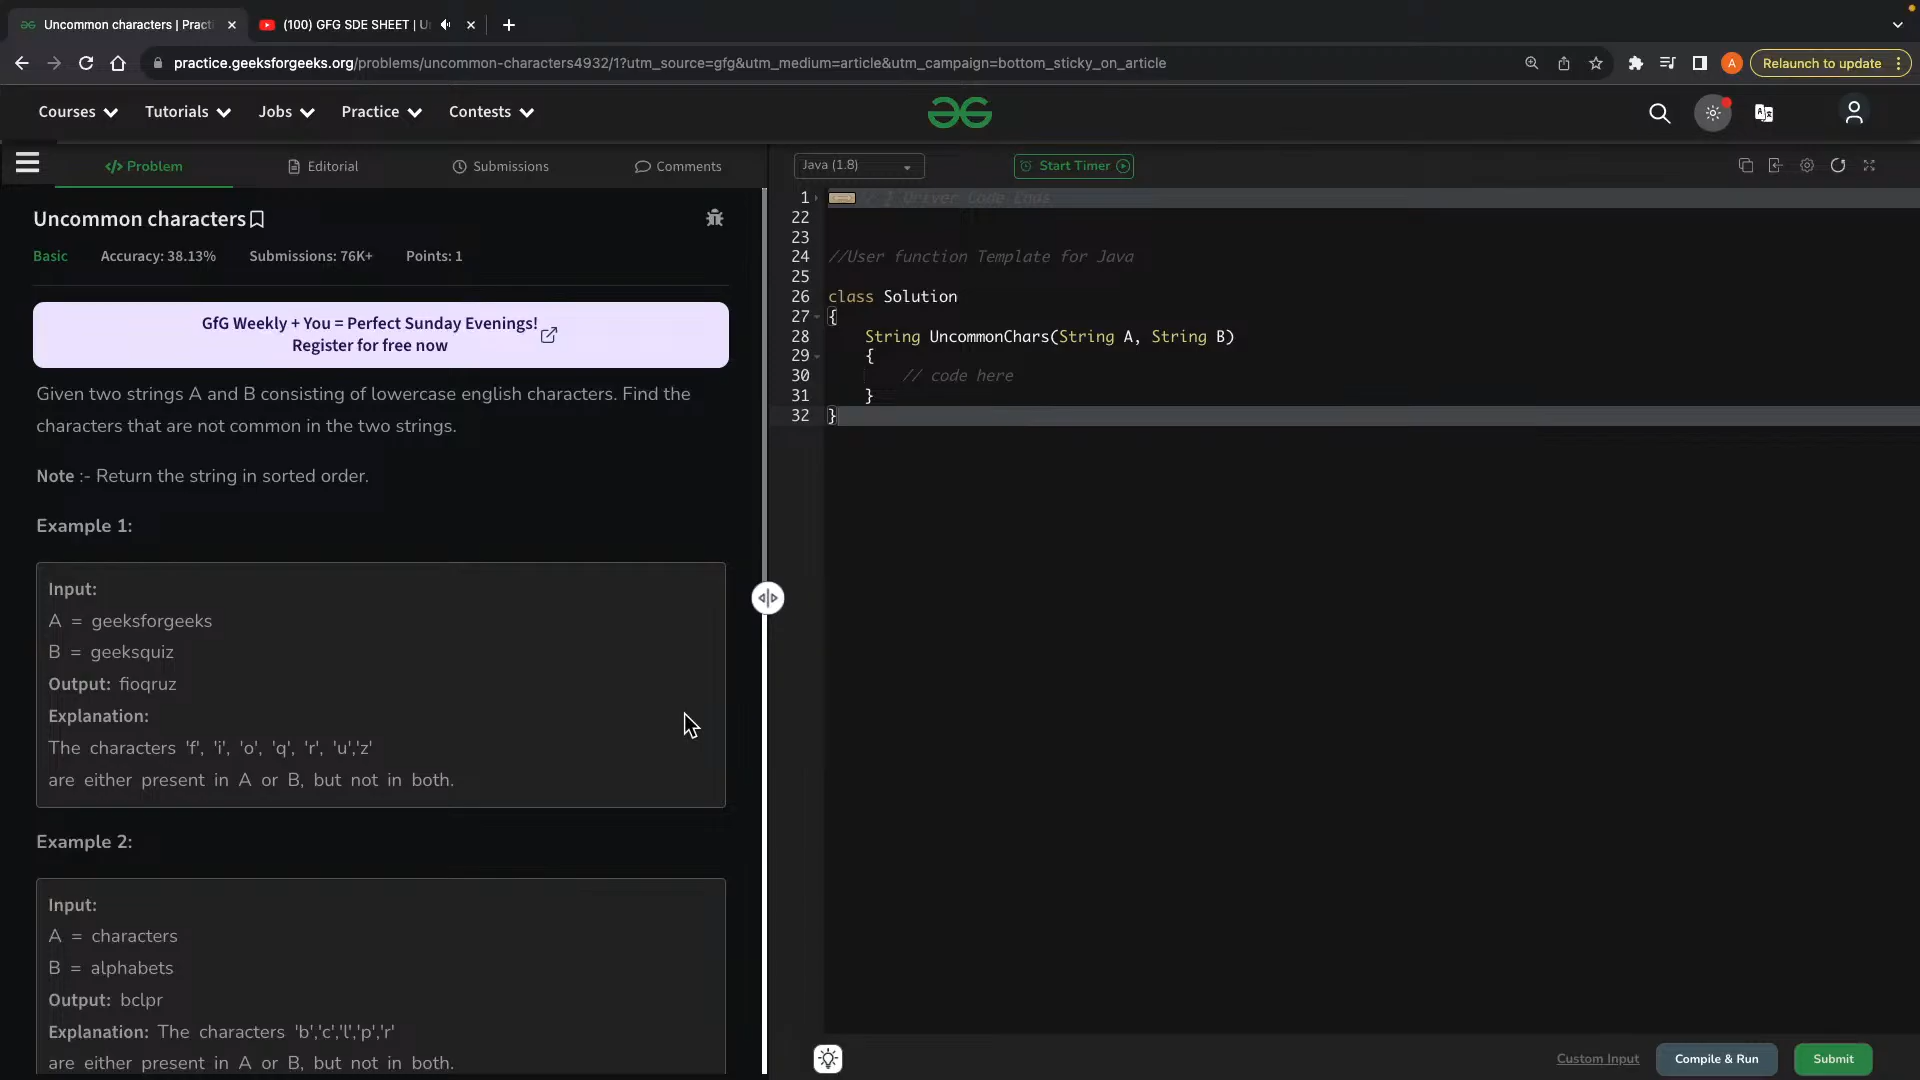 Uncommon characters | Practi
(100) GFG SDE SHEET | U
practice.geeksforgeeks.org/problems/uncommon-characters4932/1?utm_source=gfg&utm_medium=article&utm_campaign=bottom_sticky_on_article
A
Relaunch to update
Courses
Tutorials
Jobs
Practice
Contests
</> Problem
Editorial
Submissions
Comments
Java (1.8)
Start Timer
Uncommon characters
Basic
Accuracy: 38.13%
Submissions: 76K+
Points: 1
GfG Weekly + You = Perfect Sunday Evenings!
Register for free now
Given two strings A and B consisting of lowercase english characters. Find the
characters that are not common in the two strings.
Note :- Return the string in sorted order.
Example 1:
Input:
A = geeksforgeeks
B = geeksquiz
Output: fioqruz
Explanation:
The characters 'f', 'i', 'o', 'q', 'r', 'u','z'
are either present in A or B, but not in both.
Example 2:
Input:
A = characters
B = alphabets
Output: bclpr
Explanation: The characters 'b','c','l','p','r'
are either present in A or B, but not in both.
1 // } Driver Code Ends
22
23
24 //User function Template for Java
25
26 class Solution
27 {
28 String UncommonChars(String A, String B)
29 {
30 // code here
31 }
32 }
Custom Input
Compile & Run
Submit